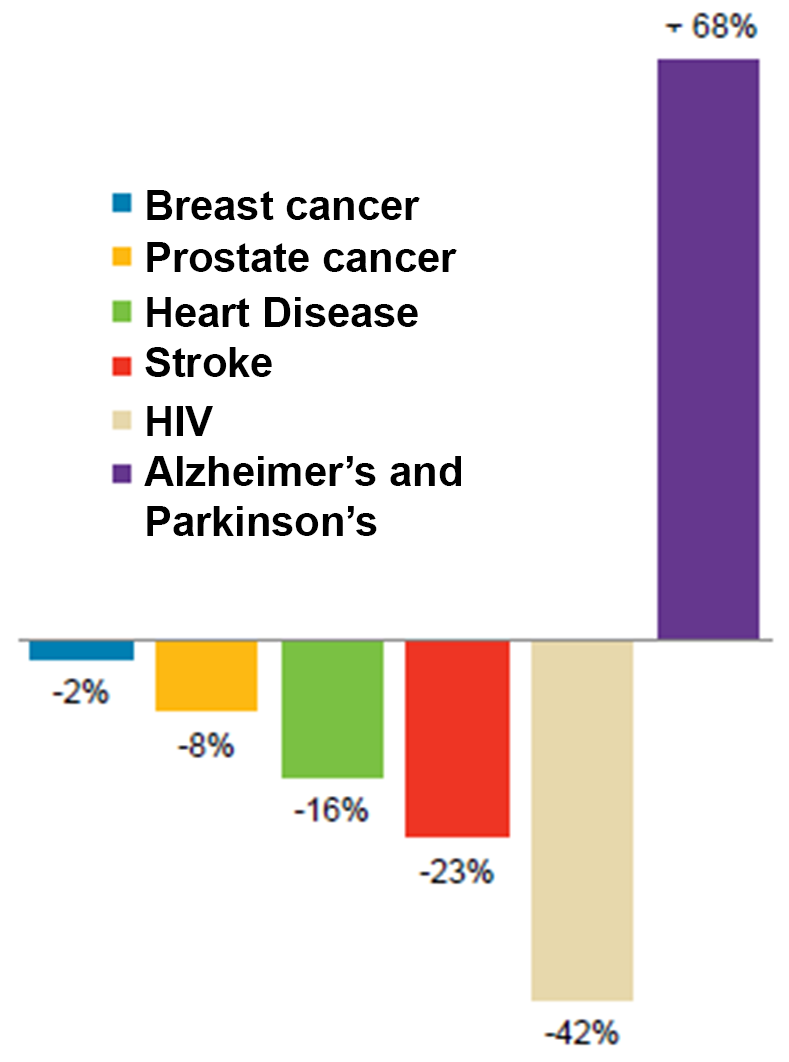 + 68%
Breast cancer
Prostate cancer
Heart Disease
Stroke
HIV
Alzheimer’s and
Parkinson’s
-2%
-8%
-16%
-23%
-42%